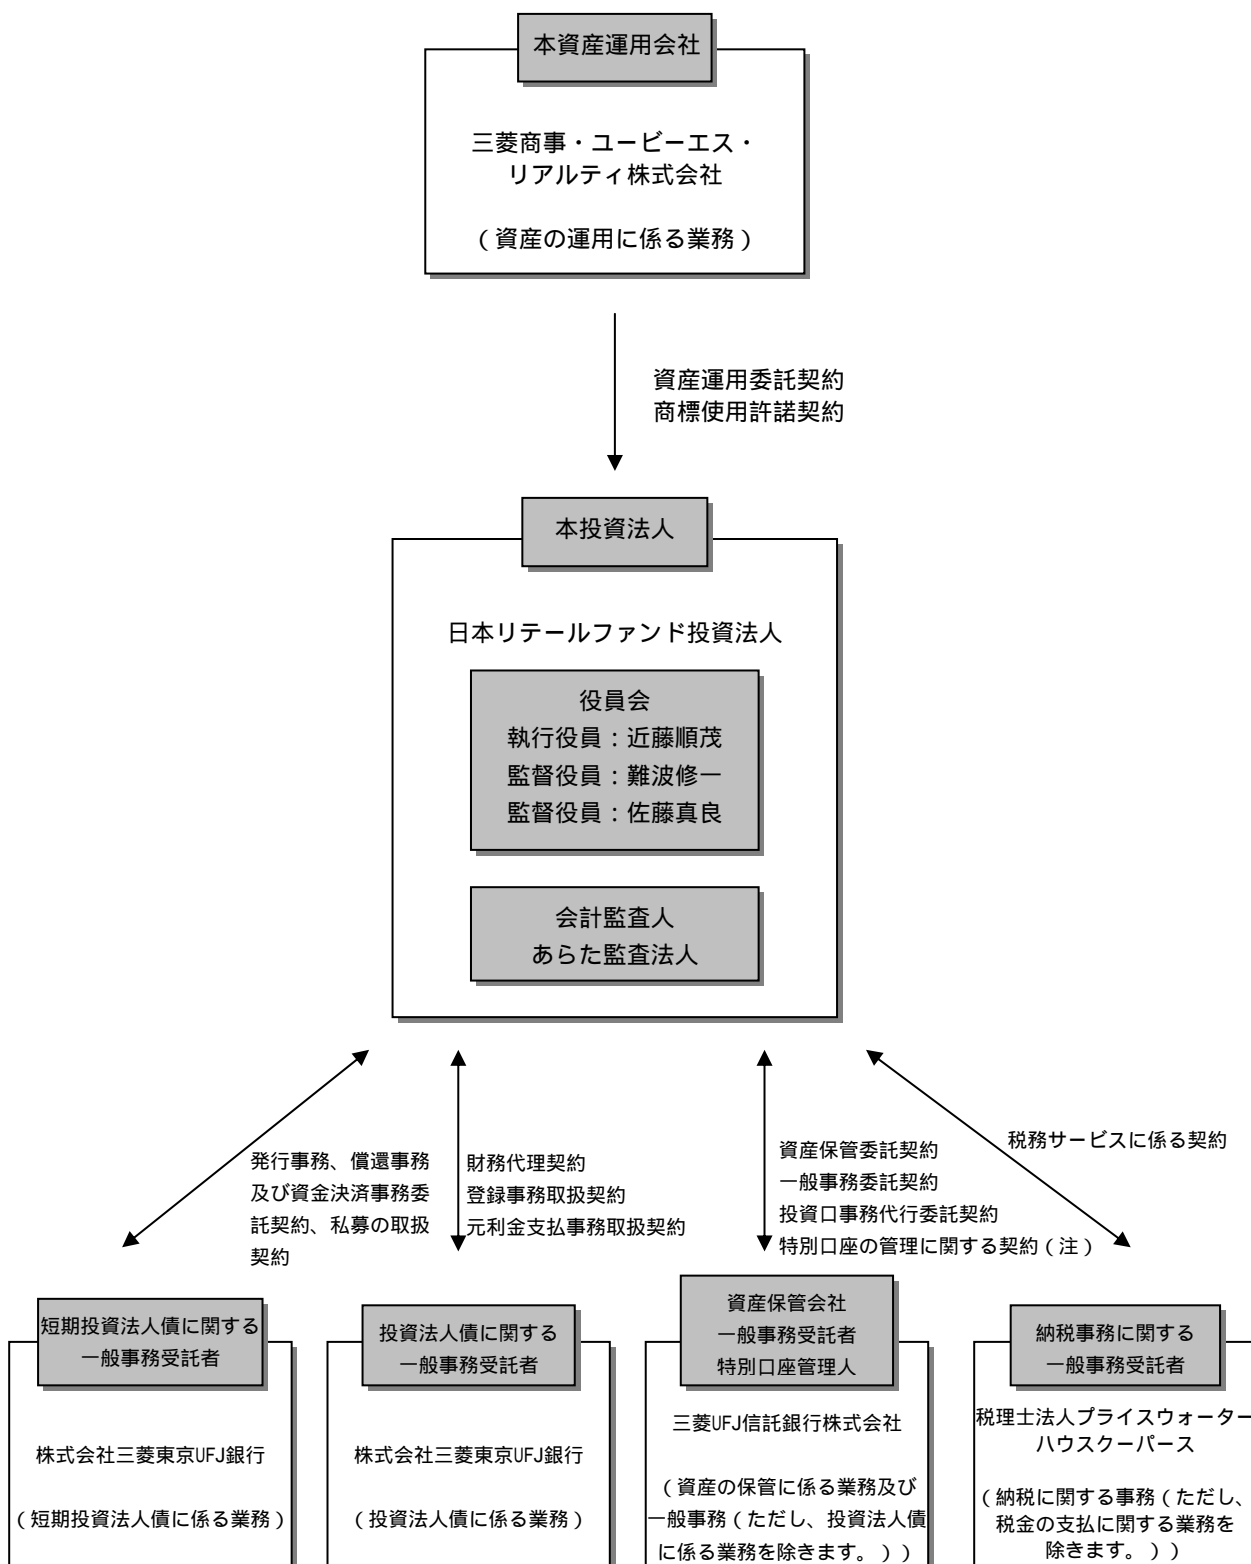 本資産運用会社
三菱商事・ユービーエス・
リアルティ株式会社
(資産の運用に係る業務)
資産運用委託契約
商標使用許諾契約
本投資法人
日本リテールファンド投資法人
役員会
執行役員：近藤順茂
監督役員：難波修一
監督役員：佐藤真良
会計監査人
あらた監査法人
発行事務、償還事務
及び資金決済事務委
託契約、私募の取扱
契約
財務代理契約
登録事務取扱契約
元利金支払事務取扱契約
資産保管委託契約
一般事務委託契約
投資口事務代行委託契約
特別口座の管理に関する契約(注)
税務サービスに係る契約
短期投資法人債に関する
一般事務受託者
株式会社三菱東京UFJ銀行
(短期投資法人債に係る業務)
投資法人債に関する
一般事務受託者
株式会社三菱東京UFJ銀行
(投資法人債に係る業務)
資産保管会社
一般事務受託者
特別口座管理人
三菱UFJ信託銀行株式会社
(資産の保管に係る業務及び
一般事務(ただし、投資法人債
に係る業務を除きます。))
納税事務に関する
一般事務受託者
税理士法人プライスウォーター
ハウスクーパース
(納税に関する事務(ただし、
税金の支払に関する業務を
除きます。))